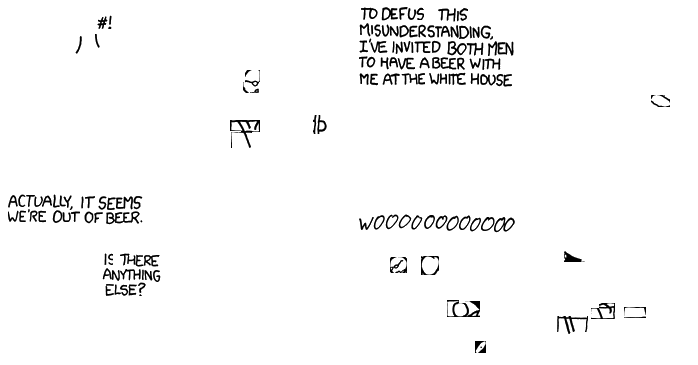 #!
TO DEFUS THIS
MISUNDERSTANDING,
I'VE INVITED BOTH MEN
TO HAVE A BEER WITH
ME AT THE WHITE HOUSE
ACTUALLY, IT SEEMS
WE'RE OUT OF BEER.
IS THERE
ANYTHING
ELSE?
WOOOOOOOOOOOO